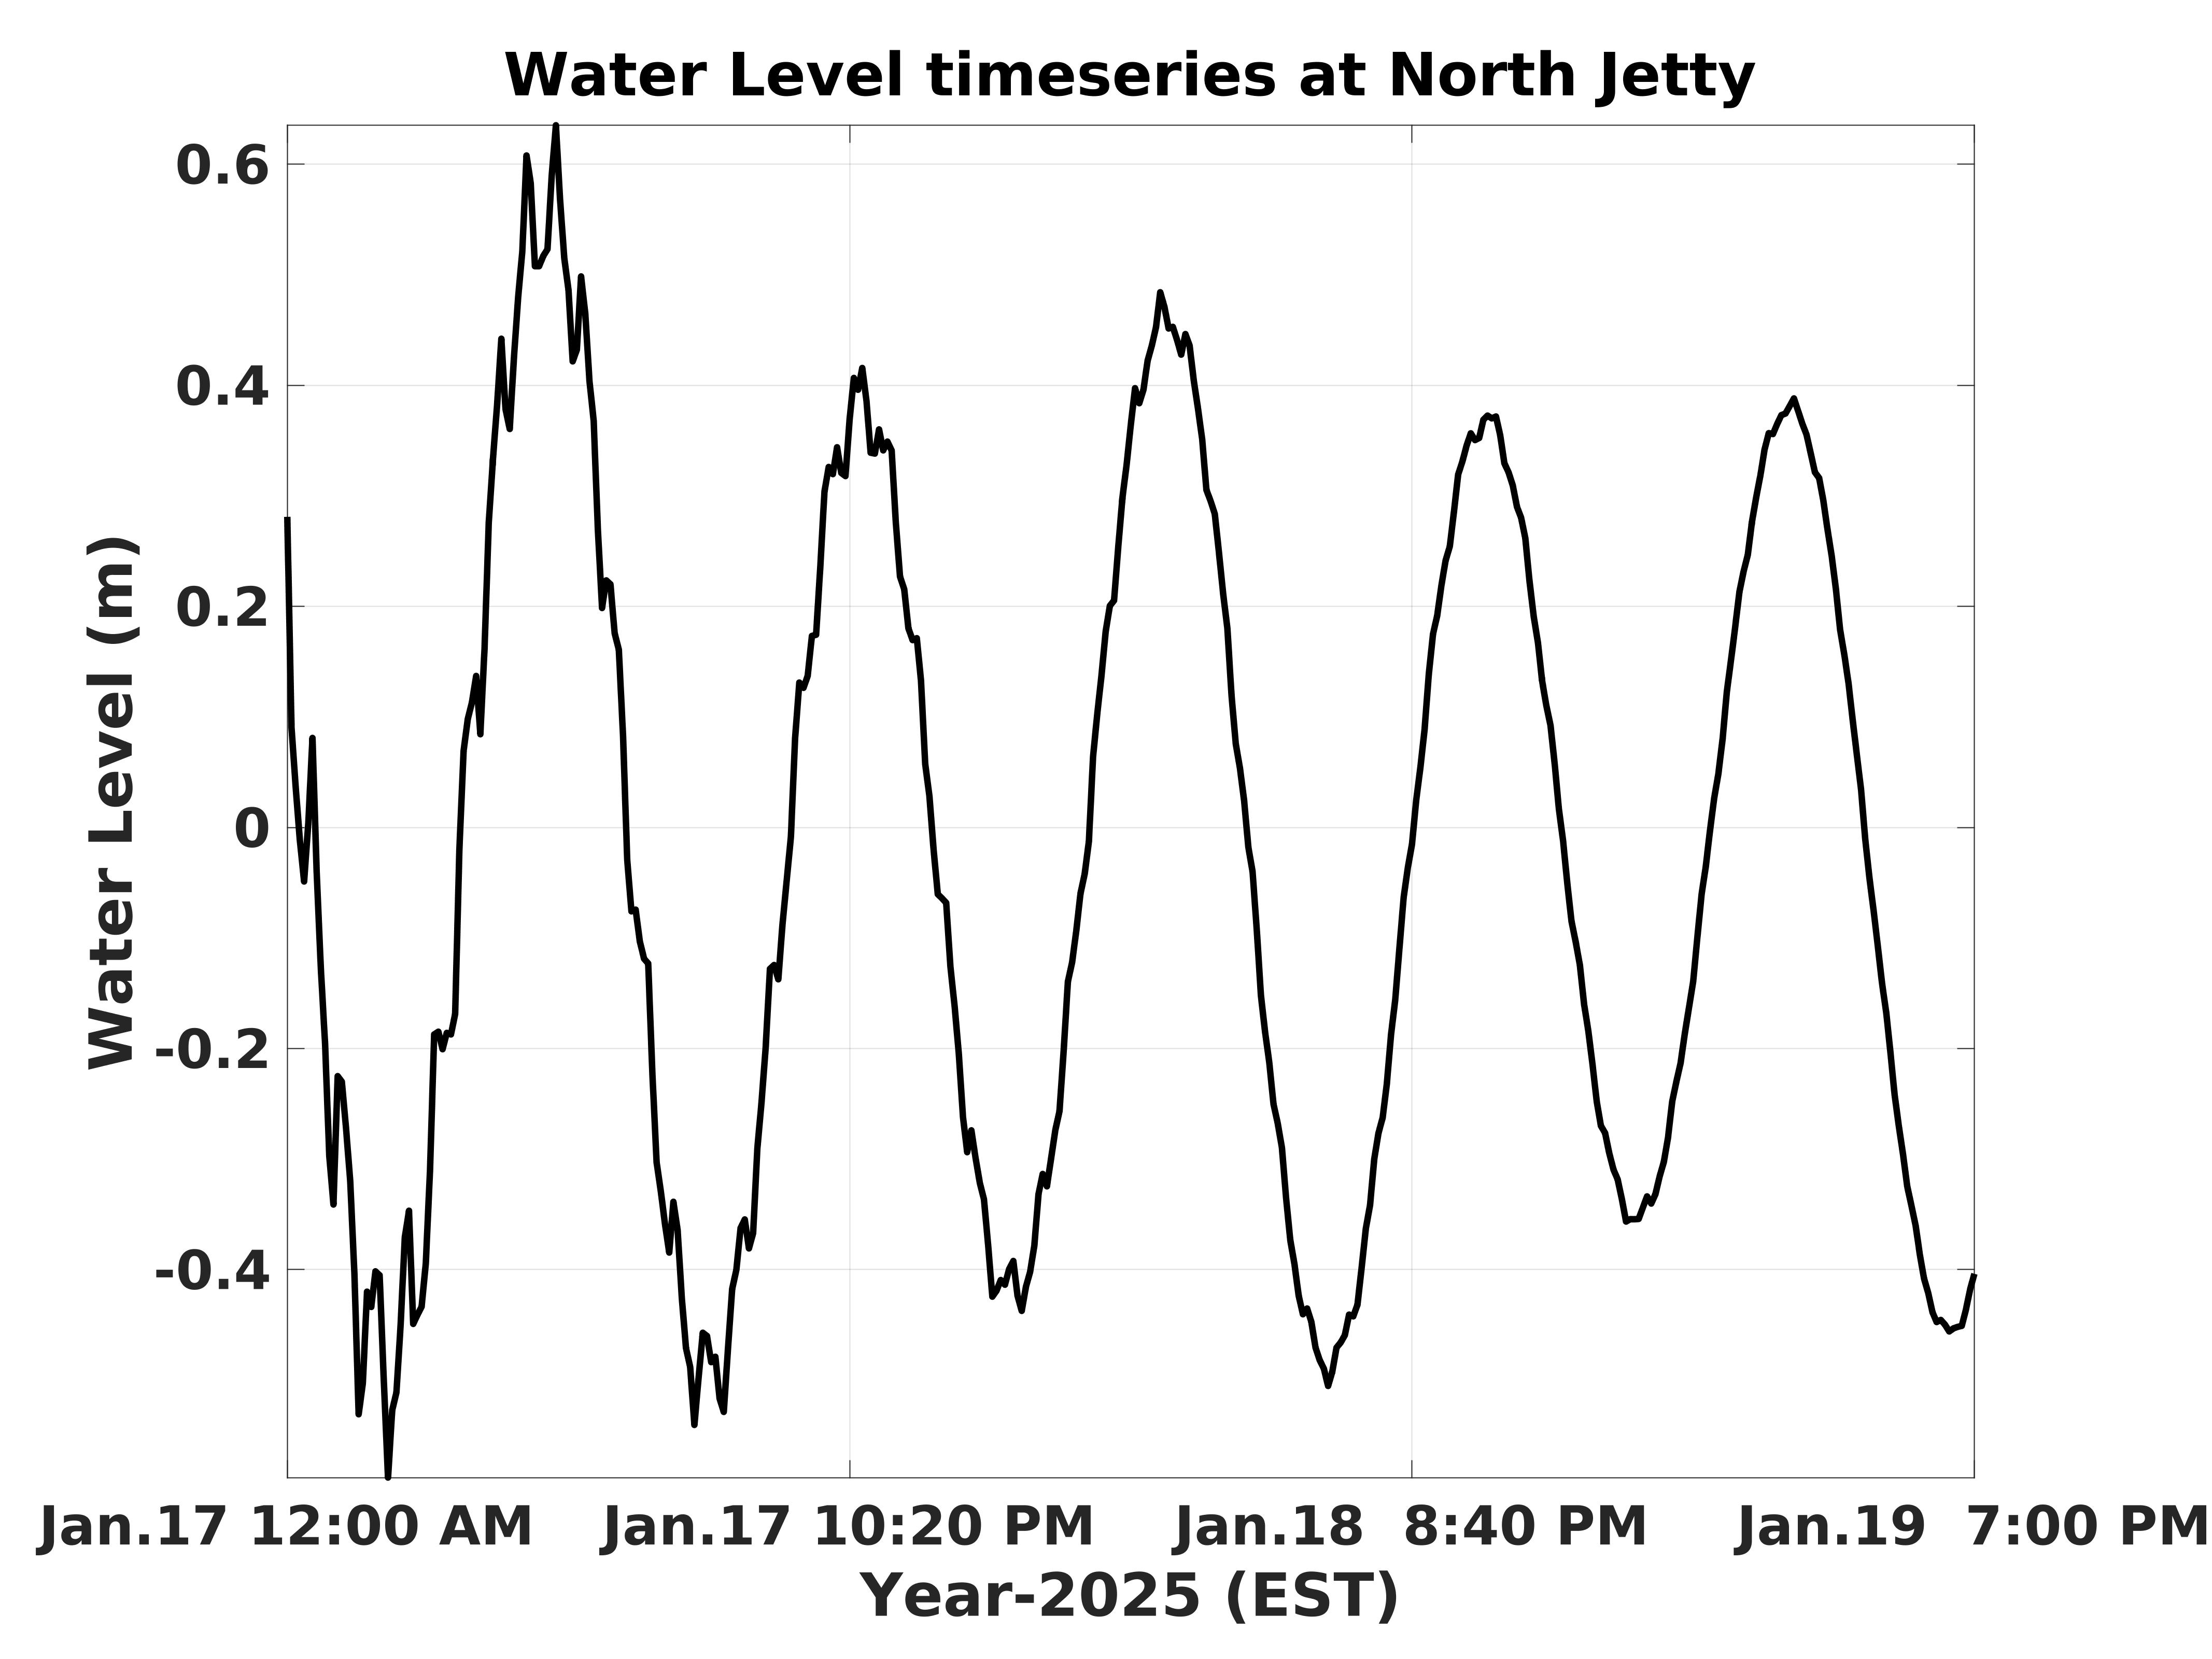 Water Level timeseries at North Jetty
Water Level (m)
0.6
0.4
0.2
0
-0.2
-0.4
Jan.17 12:00 AM Jan.17 10:20 PM Jan.18 8:40 PM Jan.19 7:00 PM
Year-2025 (EST)